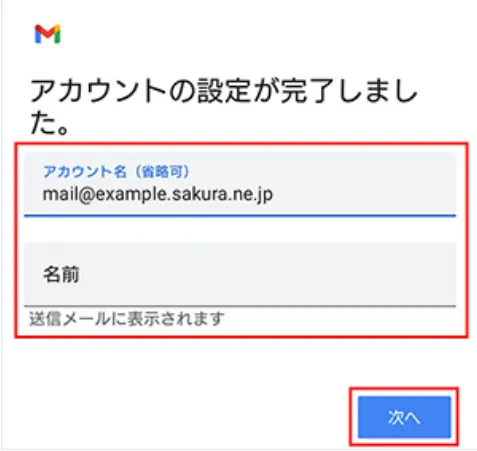 アカウントの設定が完了しまし
た。
アカウント名（省略可）
mail@example.sakura.ne.jp
名前
送信メールに表示されます
次へ